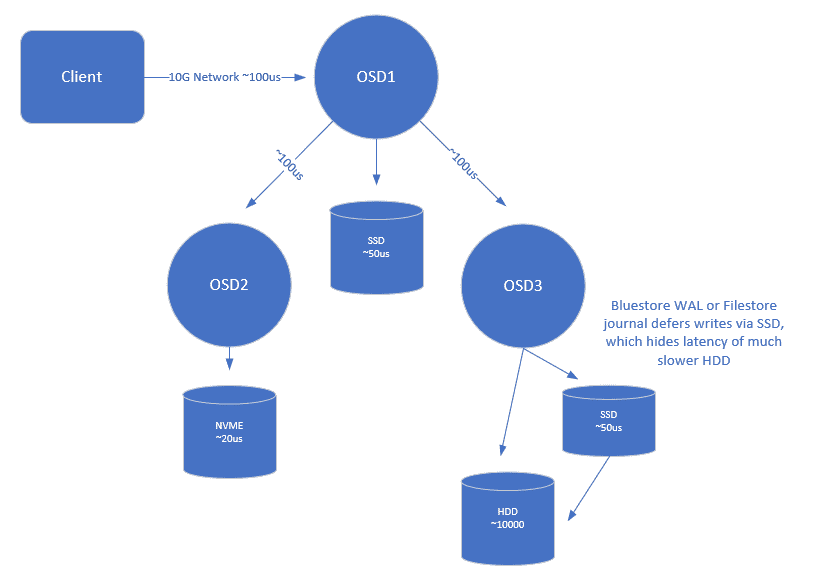 Client
10G Network ~100us
OSD1
~100us
~100us
SSD
~50us
OSD2
OSD3
Bluestore WAL or Filestore
journal defers writes via SSD,
which hides latency of much
slower HDD
NVME
~20us
SSD
~50us
HDD
~10000